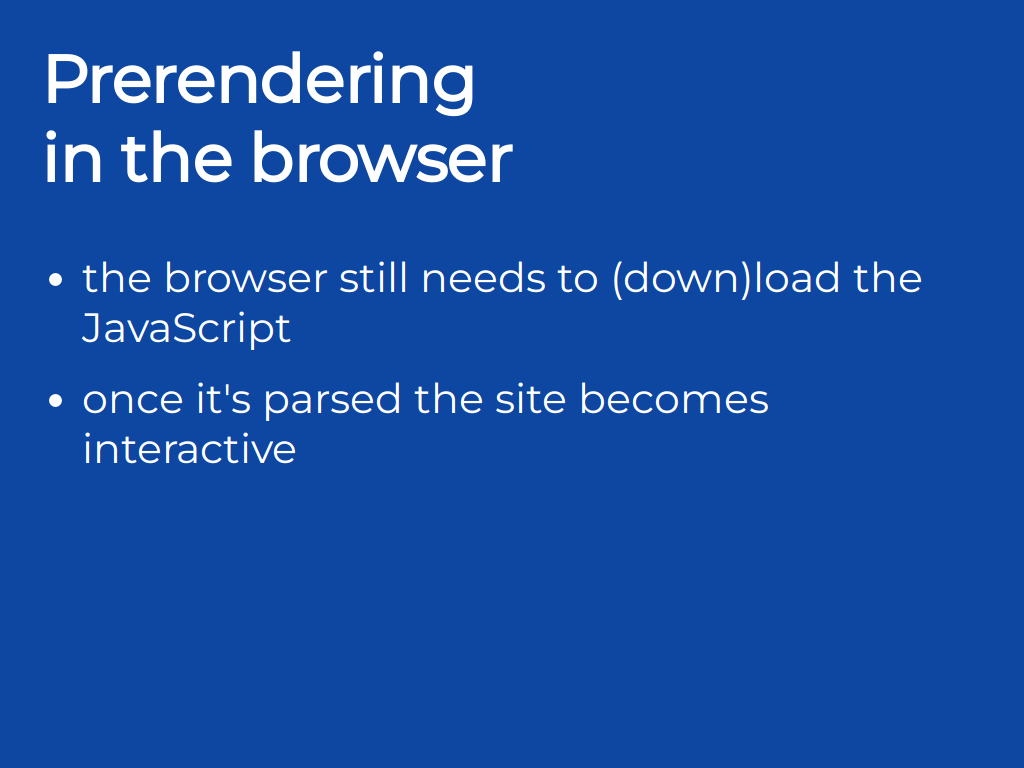 Prerendering
in the browser
• the browser still needs to (down)load the
JavaScript
• once it's parsed the site becomes
interactive